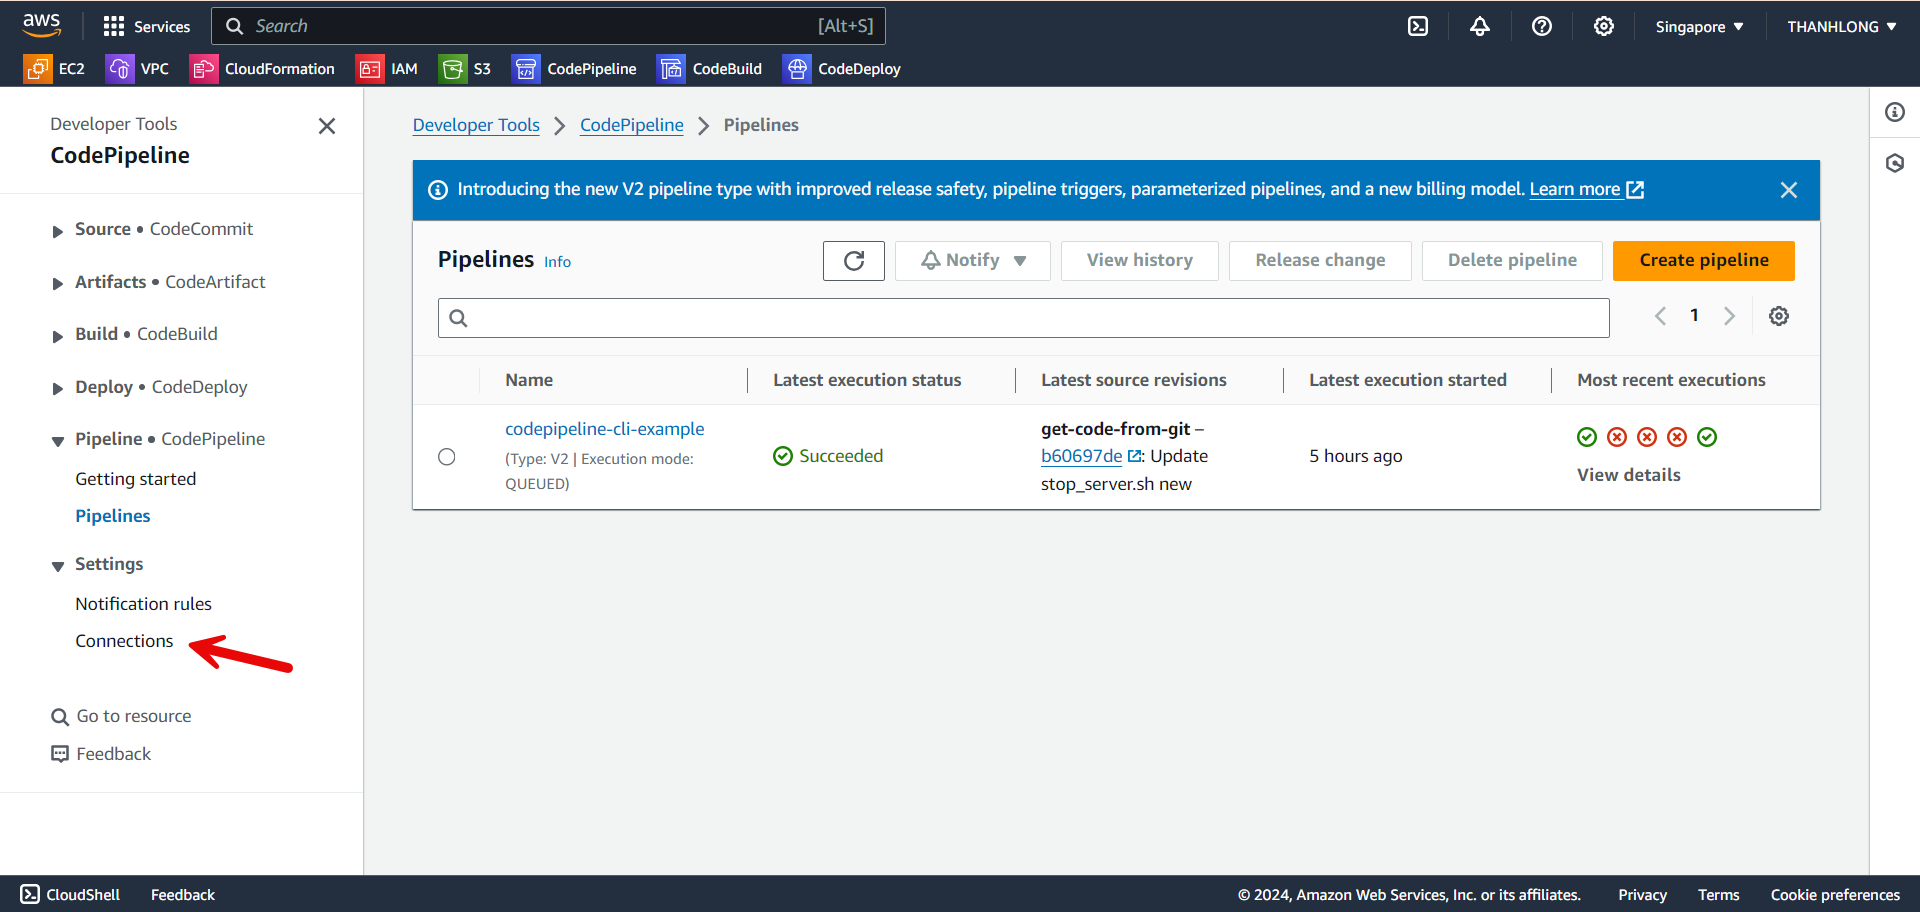 aws
Services
Search
[Alt+S]
Singapore
THANHLONG
EC2
VPC
CloudFormation
IAM
S3
CodePipeline
CodeBuild
CodeDeploy
Developer Tools
CodePipeline
Source • CodeCommit
Artifacts • CodeArtifact
Build • CodeBuild
Deploy • CodeDeploy
Pipeline • CodePipeline
Getting started
Pipelines
Settings
Notification rules
Connections
Go to resource
Feedback
Developer Tools
CodePipeline
Pipelines
Introducing the new V2 pipeline type with improved release safety, pipeline triggers, parameterized pipelines, and a new billing model. Learn more
Pipelines Info
Notify
View history
Release change
Delete pipeline
Create pipeline
1
Name
Latest execution status
Latest source revisions
Latest execution started
Most recent executions
codepipeline-cli-example
(Type: V2 | Execution mode:
QUEUED)
Succeeded
get-code-from-git –
b60697de : Update
stop_server.sh new
5 hours ago
View details
CloudShell
Feedback
© 2024, Amazon Web Services, Inc. or its affiliates.
Privacy
Terms
Cookie preferences